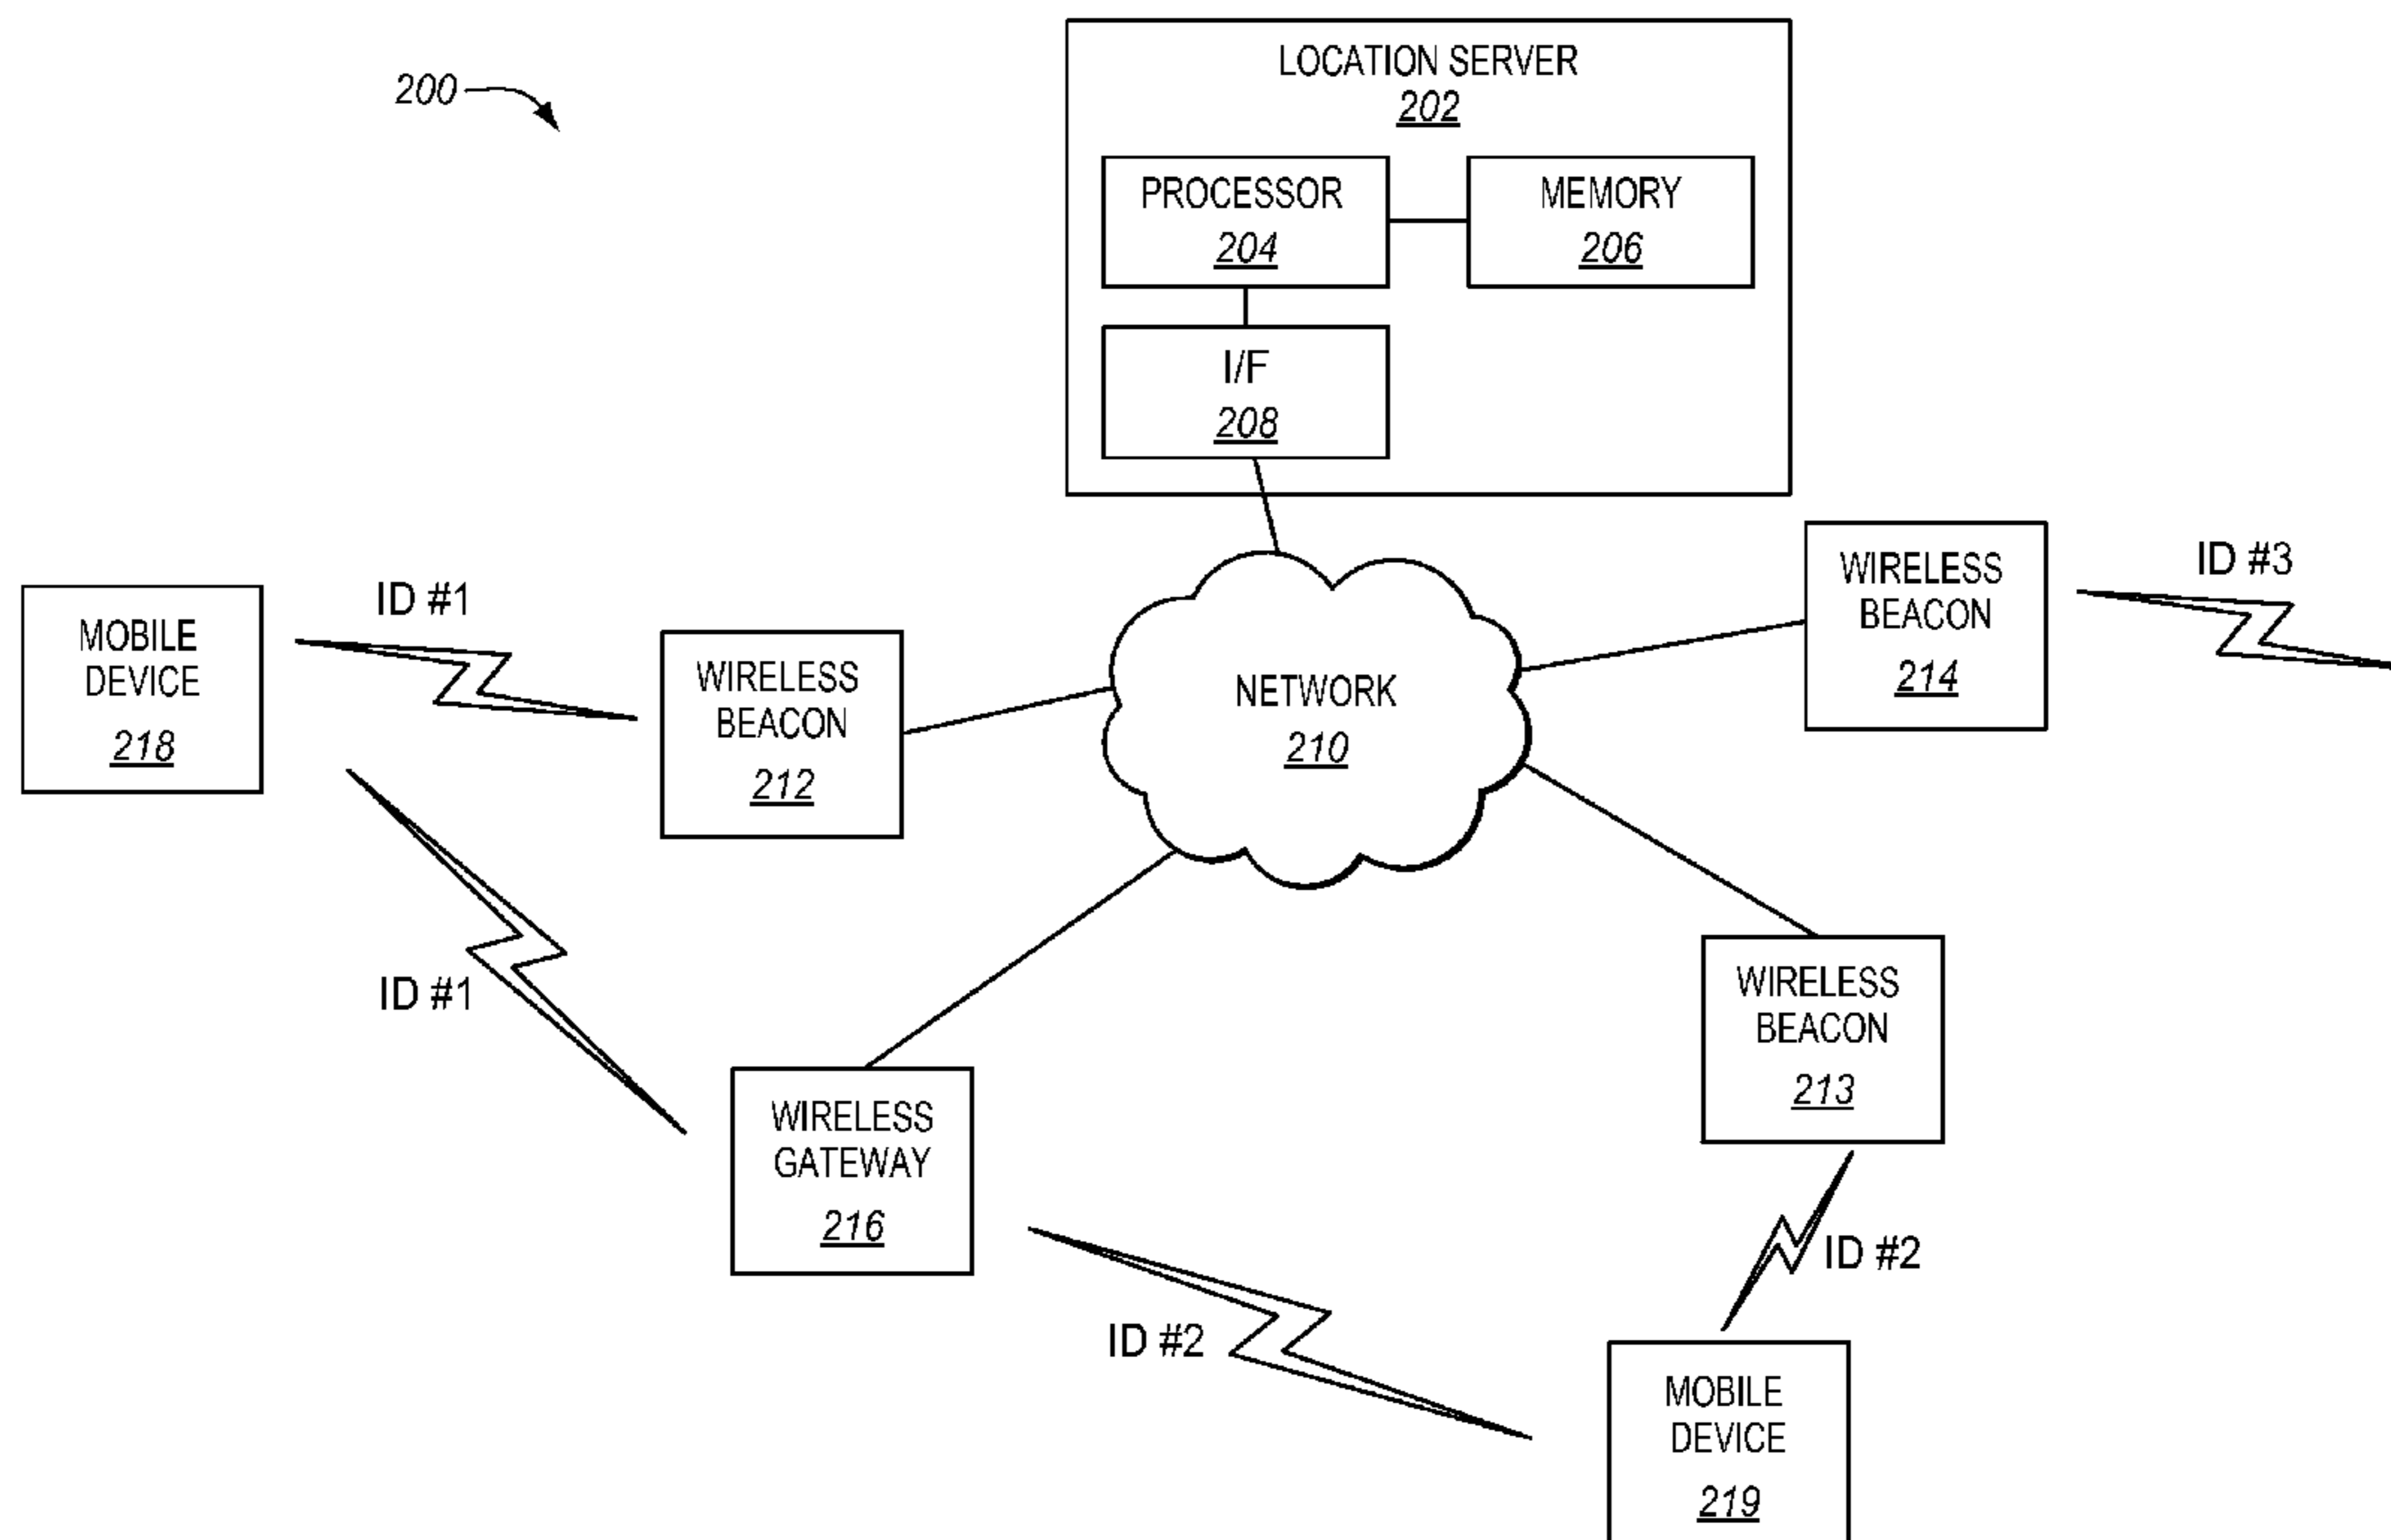 200
LOCATION SERVER
202
PROCESSOR
204
MEMORY
206
I/F
208
MOBILE
DEVICE
218
ID #1
WIRELESS
BEACON
212
NETWORK
210
WIRELESS
BEACON
214
ID #3
ID #1
WIRELESS
GATEWAY
216
WIRELESS
BEACON
213
ID #2
ID #2
MOBILE
DEVICE
219